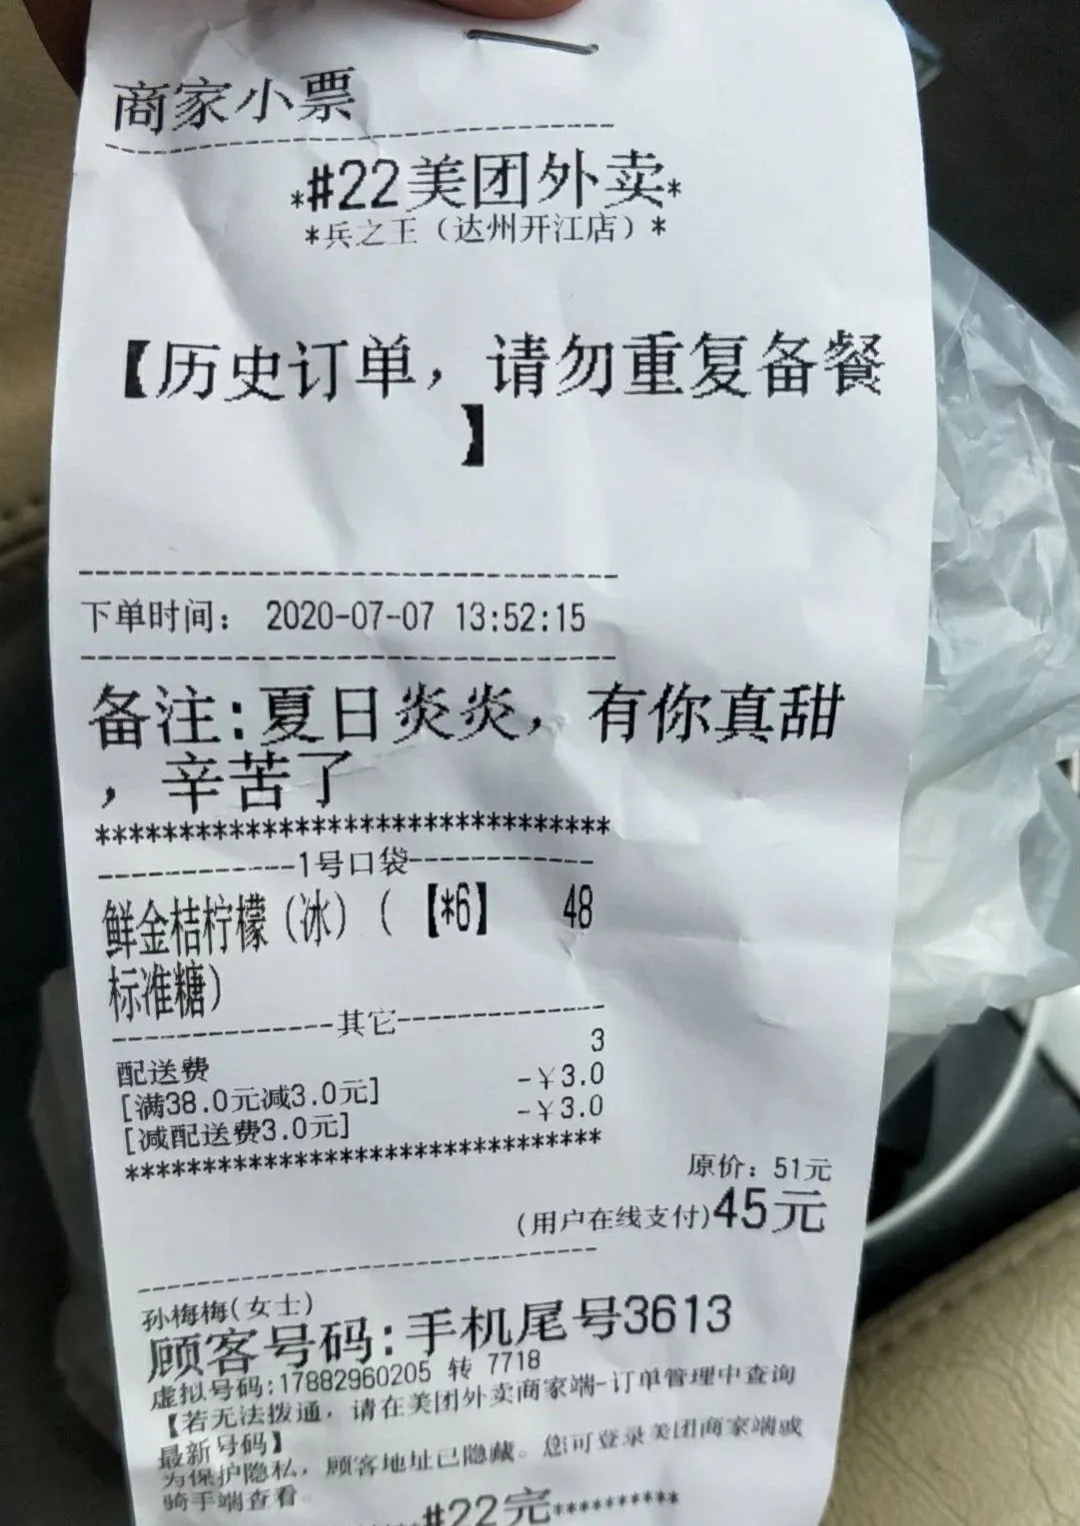 商家小票
*#22美团外卖*
*兵之王（达州开江店）*
【历史订单，请勿重复备餐
】
下单时间： 2020-07-07 13:52:15
备注:夏日炎炎，有你真甜
，辛苦了
*********************************
------------1号口袋------------
鲜金桔柠檬（冰）（ 【*6】 48
标准糖）
------------其它------------
配送费 3
[满38.0元减3.0元] -￥3.0
[减配送费3.0元] -￥3.0
*********************************
原价：51元
(用户在线支付)45元
孙梅梅(女士)
顾客号码:手机尾号3613
虚拟号码:17882960205 转 7718
【若无法拨通，请在美团外卖商家端-订单管理中查询
最新号码】
为保护隐私，顾客地址已隐藏。您可登录美团商家端或
骑手端查看。
#22完**********